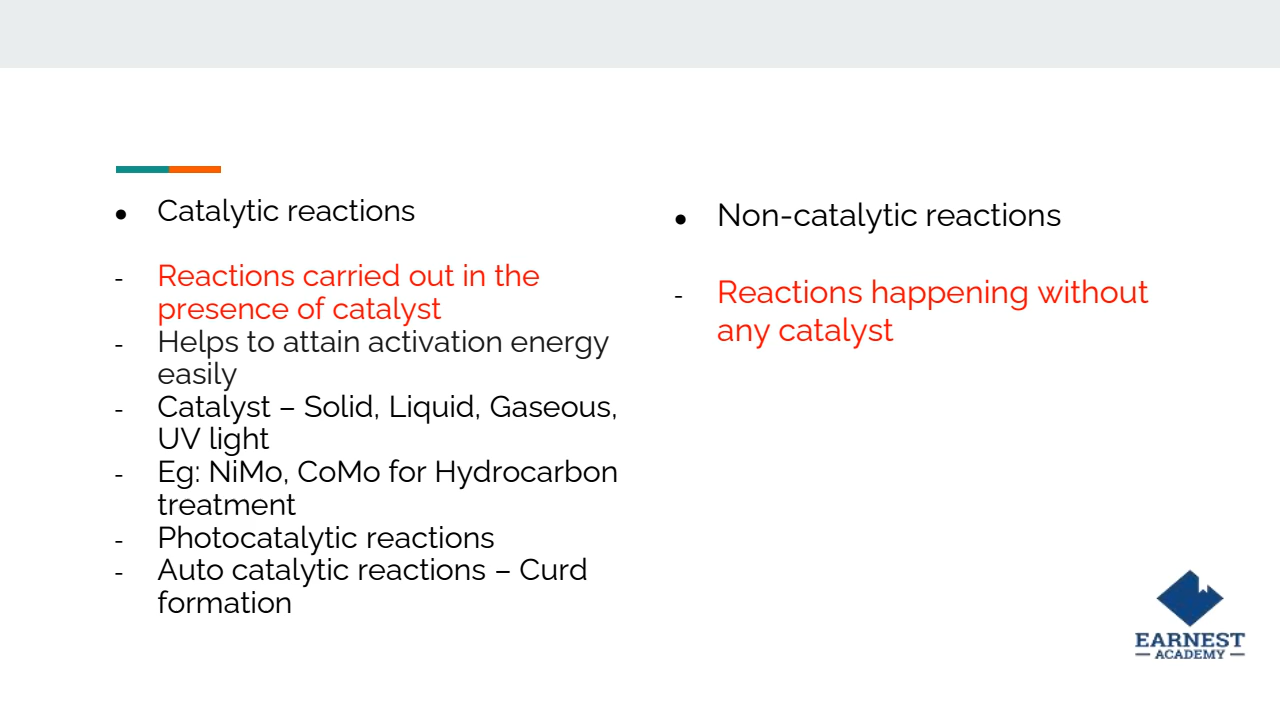 ● Catalytic reactions
- Reactions carried out in the
presence of catalyst
- Helps to attain activation energy
easily
- Catalyst – Solid, Liquid, Gaseous,
UV light
- Eg: NiMo, CoMo for Hydrocarbon
treatment
- Photocatalytic reactions
- Auto catalytic reactions – Curd
formation
● Non-catalytic reactions
- Reactions happening without
any catalyst
EARNEST
ACADEMY